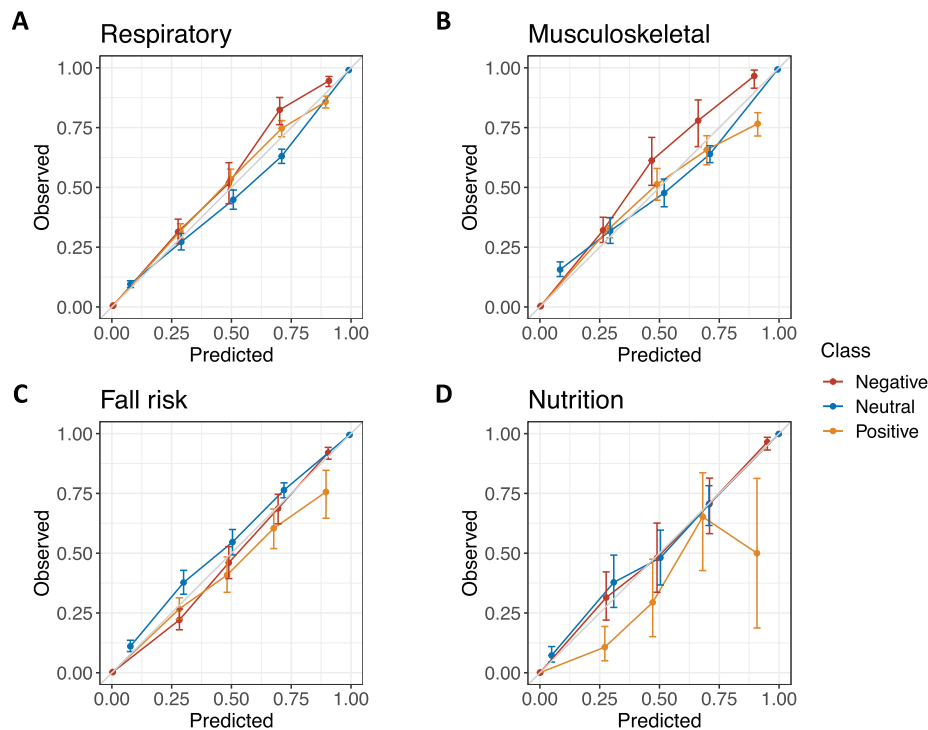 A
Respiratory
1.00
0.75
0.50
0.25
0.00
Observed
0.00 0.25 0.50 0.75 1.00
Predicted
B
Musculoskeletal
1.00
0.75
0.50
0.25
0.00
Observed
0.00 0.25 0.50 0.75 1.00
Predicted
C
Fall risk
1.00
0.75
0.50
0.25
0.00
Observed
0.00 0.25 0.50 0.75 1.00
Predicted
D
Nutrition
1.00
0.75
0.50
0.25
0.00
Observed
0.00 0.25 0.50 0.75 1.00
Predicted
Class
Negative
Neutral
Positive